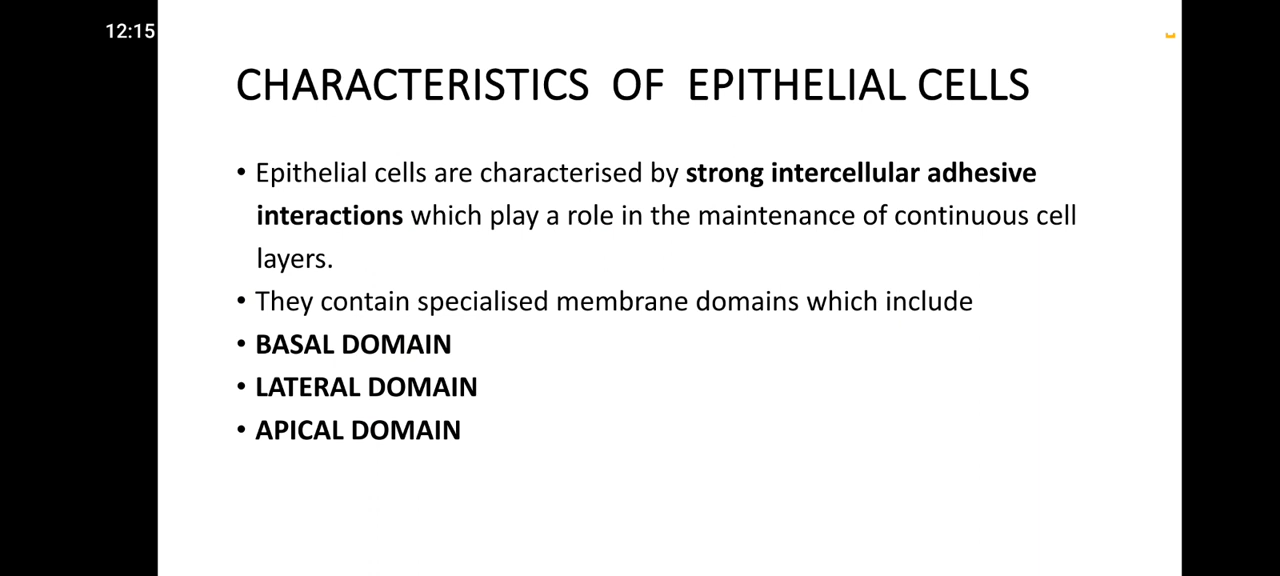 12:15
CHARACTERISTICS OF EPITHELIAL CELLS
• Epithelial cells are characterised by strong intercellular adhesive
interactions which play a role in the maintenance of continuous cell
layers.
• They contain specialised membrane domains which include
• BASAL DOMAIN
• LATERAL DOMAIN
• APICAL DOMAIN